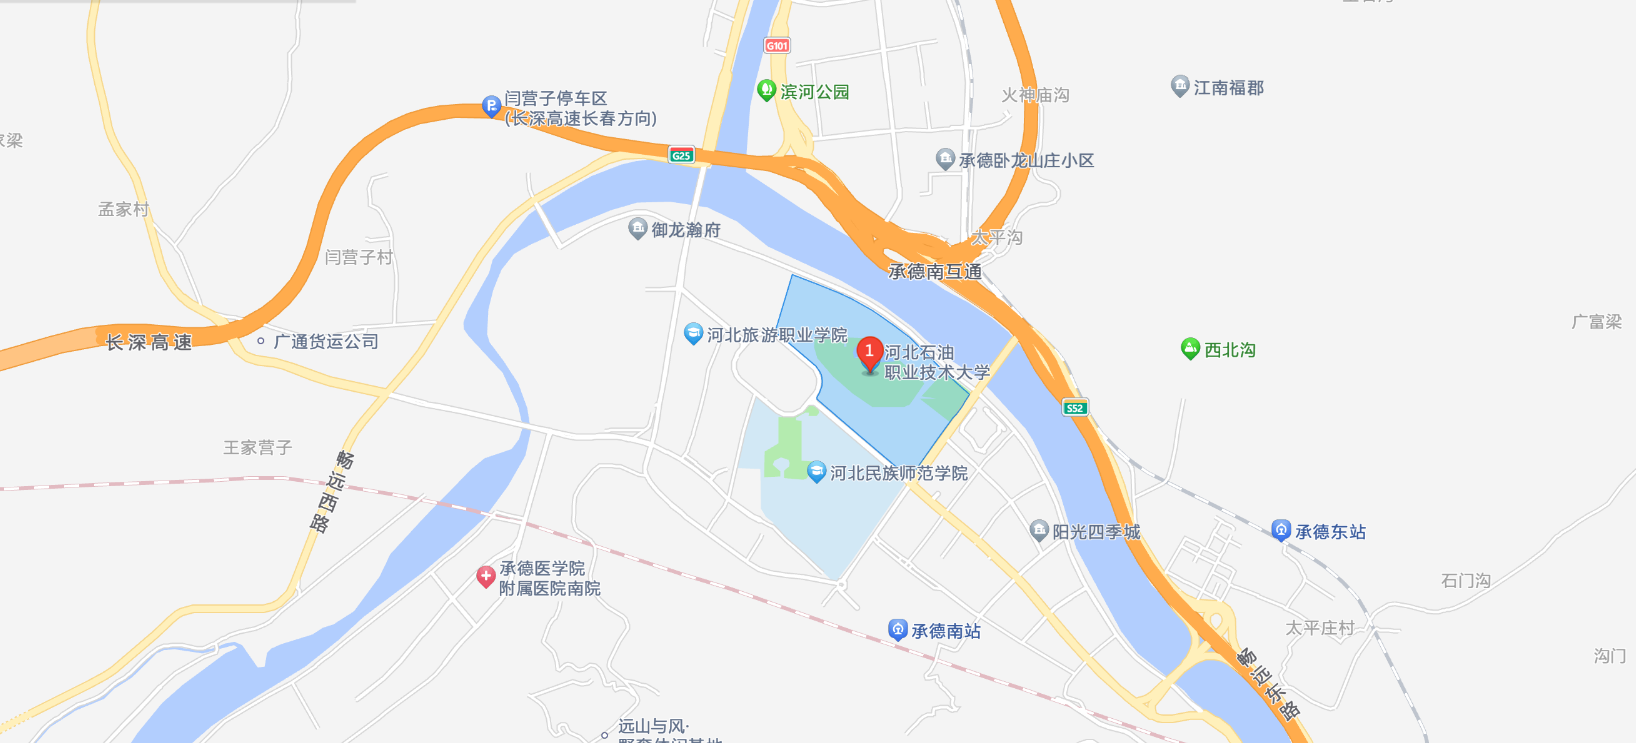 G101
滨河公园
江南福郡
火神庙沟
闫营子停车区
(长深高速长春方向)
家梁
G25
承德卧龙山庄小区
孟家村
御龙瀚府
太平沟
闫营子村
承德南互通
广富梁
长深高速
广通货运公司
河北旅游职业学院
1
河北石油
职业技术大学
西北沟
S52
王家营子
畅远西路
河北民族师范学院
阳光四季城
承德东站
承德医学院
附属医院南院
石门沟
承德南站
太平庄村
沟门
畅远东路
远山与风·